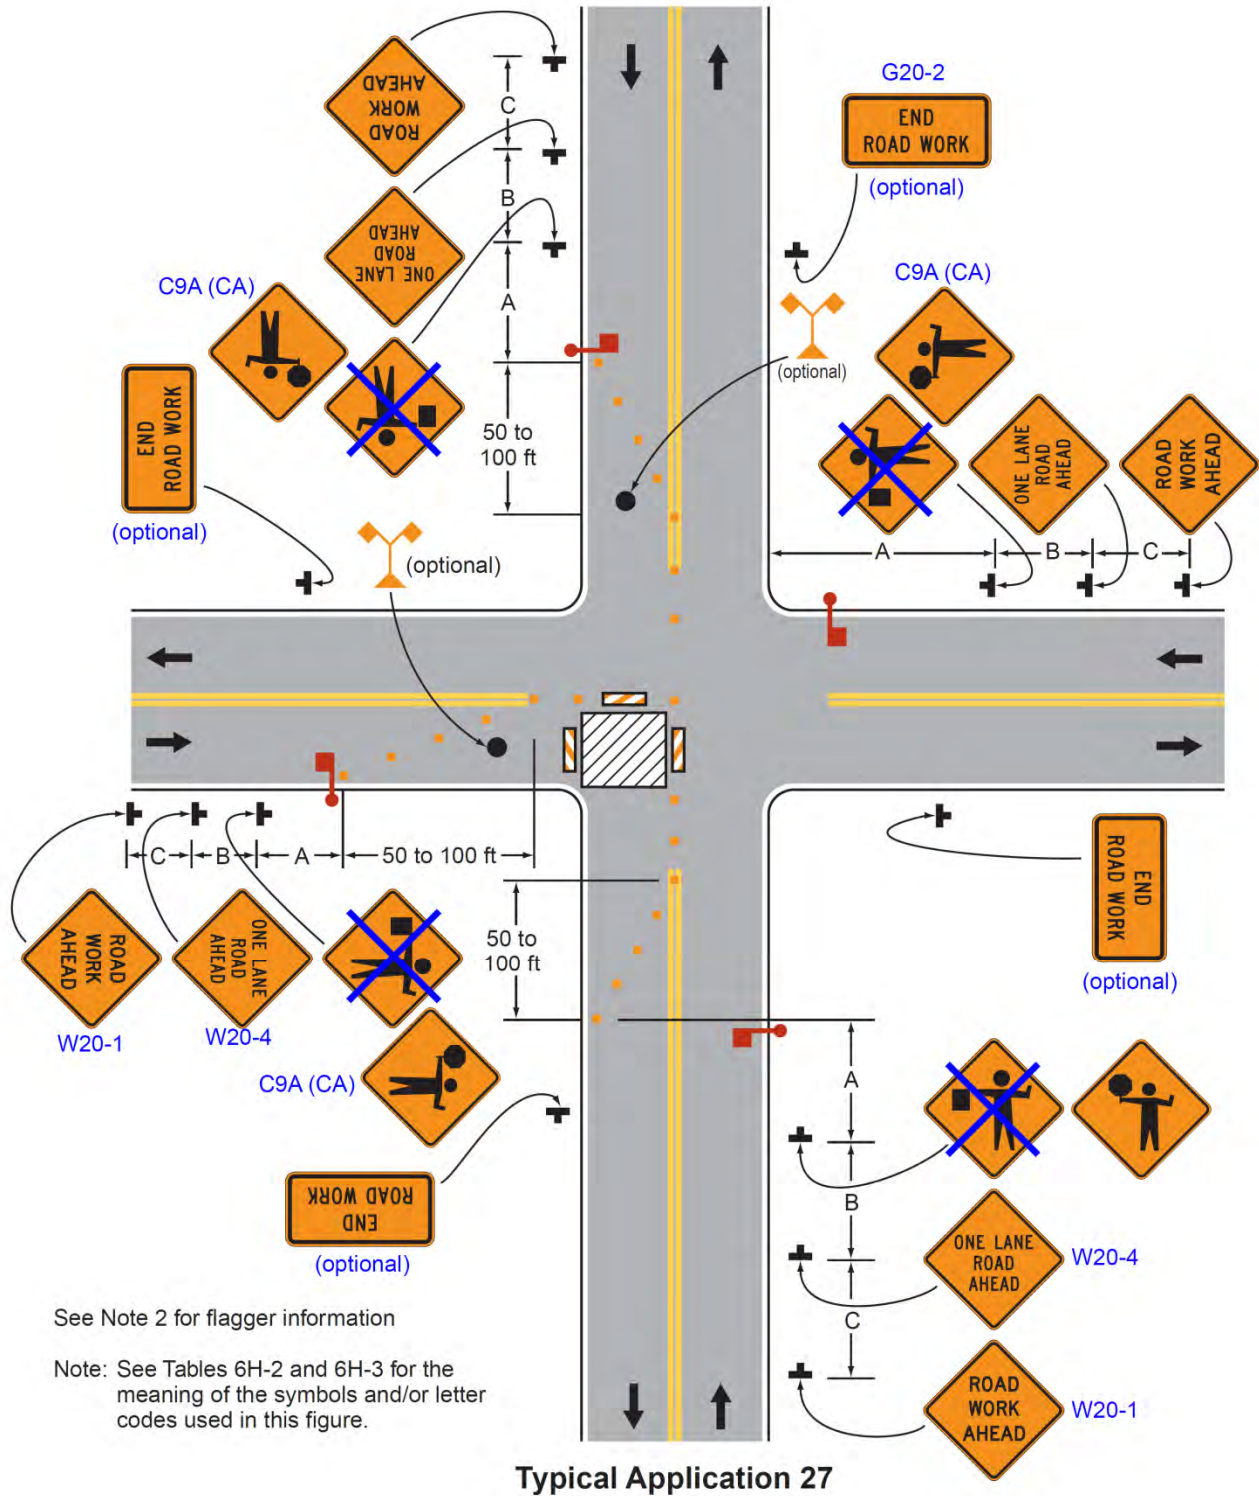 ROAD
WORK
AHEAD
C
G20-2
END
ROAD WORK
(optional)
B
ONE LANE
ROAD
AHEAD
C9A (CA)
A
C9A (CA)
(optional)
END
ROAD WORK
(optional)
50 to
100 ft
ONE LANE
ROAD
AHEAD
ROAD
WORK
AHEAD
(optional)
A
B
C
C
B
A
50 to 100 ft
END
ROAD WORK
(optional)
ROAD
WORK
AHEAD
W20-1
ONE LANE
ROAD
AHEAD
W20-4
50 to
100 ft
C9A (CA)
A
END
ROAD WORK
(optional)
B
ONE LANE
ROAD
AHEAD
W20-4
C
ROAD
WORK
AHEAD
W20-1
See Note 2 for flagger information
Note: See Tables 6H-2 and 6H-3 for the
meaning of the symbols and/or letter
codes used in this figure.
Typical Application 27